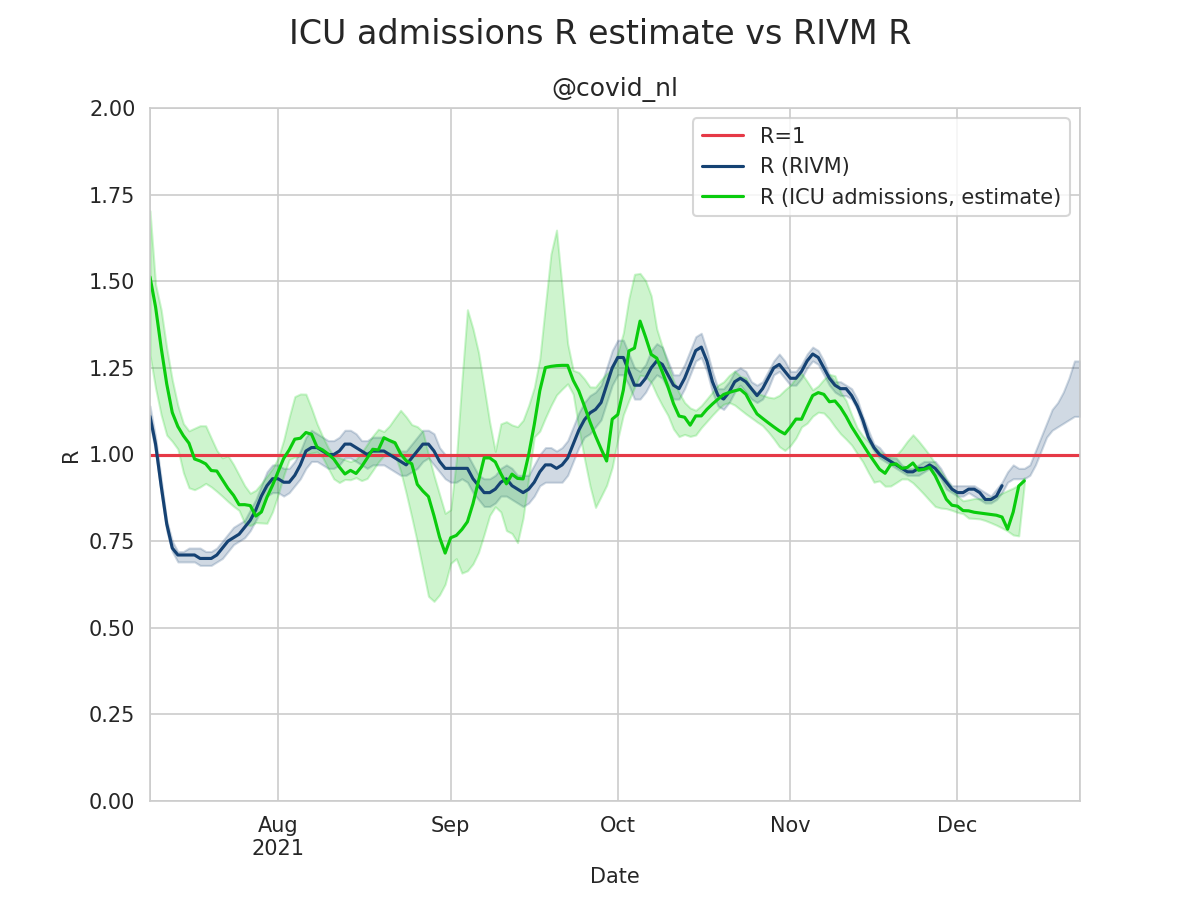 ICU admissions R estimate vs RIVM R
@covid_nl
R=1
R (RIVM)
R (ICU admissions, estimate)
2.00
1.75
1.50
1.25
1.00
0.75
0.50
0.25
0.00
R
Aug
2021
Sep
Oct
Nov
Dec
Date